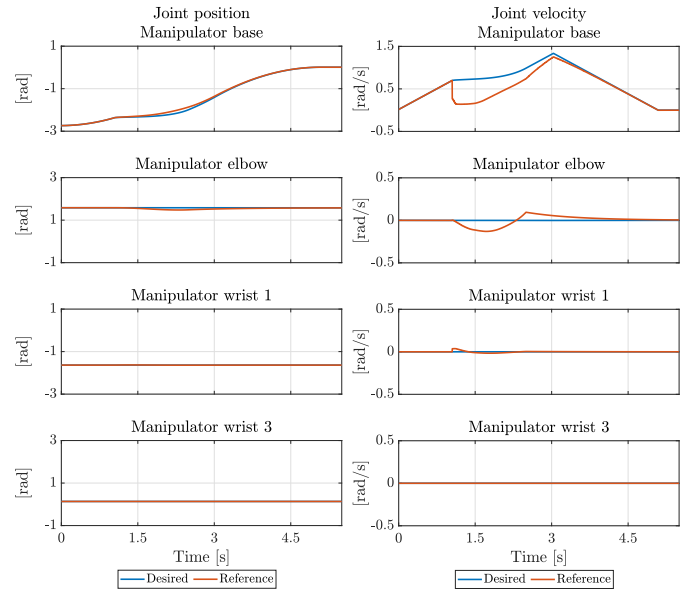 Joint position
Manipulator base
1
-1
-3
[rad]
Manipulator elbow
3
1
-1
[rad]
Manipulator wrist 1
1
-1
-3
[rad]
Manipulator wrist 3
3
1
-1
[rad]
0 1.5 3 4.5
Time [s]
Desired Reference
Joint velocity
Manipulator base
1.5
0.5
-0.5
[rad/s]
Manipulator elbow
0.5
0
-0.5
[rad/s]
Manipulator wrist 1
0.5
0
-0.5
[rad/s]
Manipulator wrist 3
0.5
0
-0.5
[rad/s]
0 1.5 3 4.5
Time [s]
Desired Reference